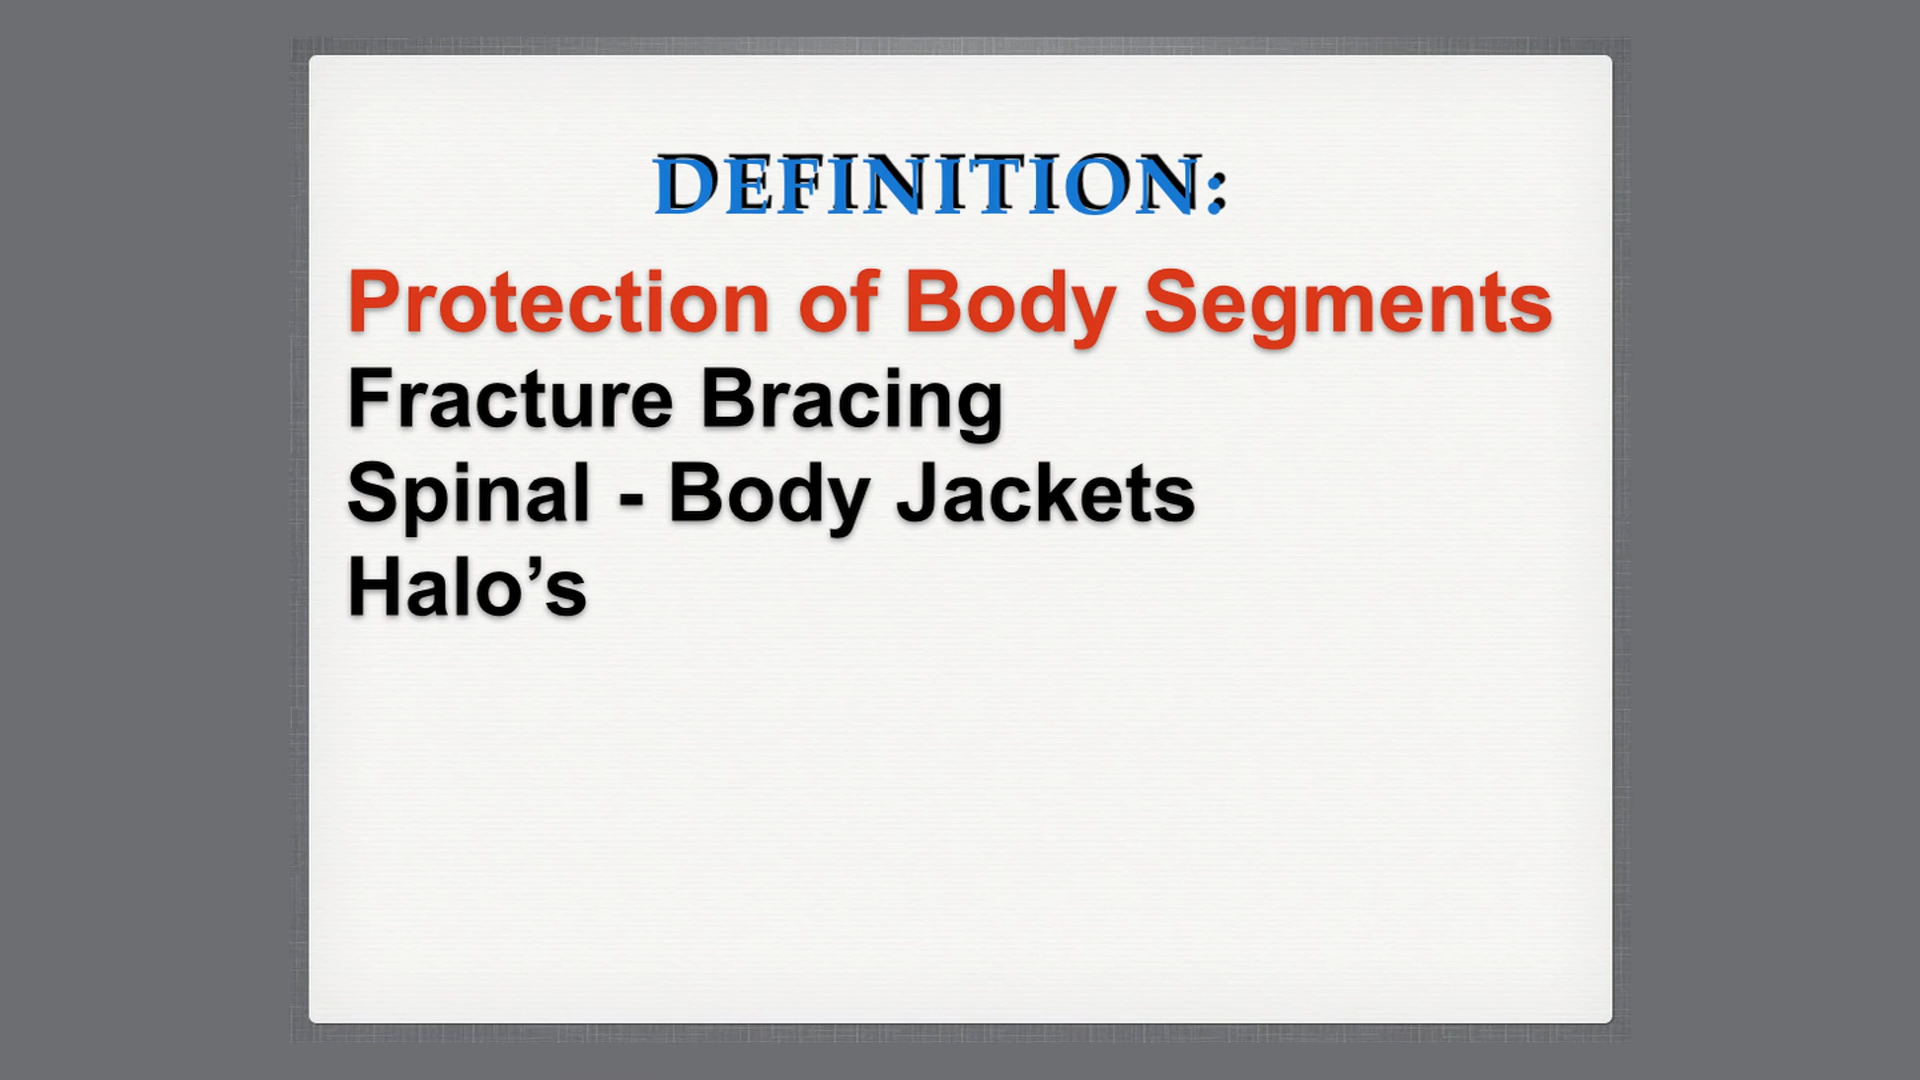 DEFINITION:
Protection of Body Segments
Fracture Bracing
Spinal - Body Jackets
Halo’s